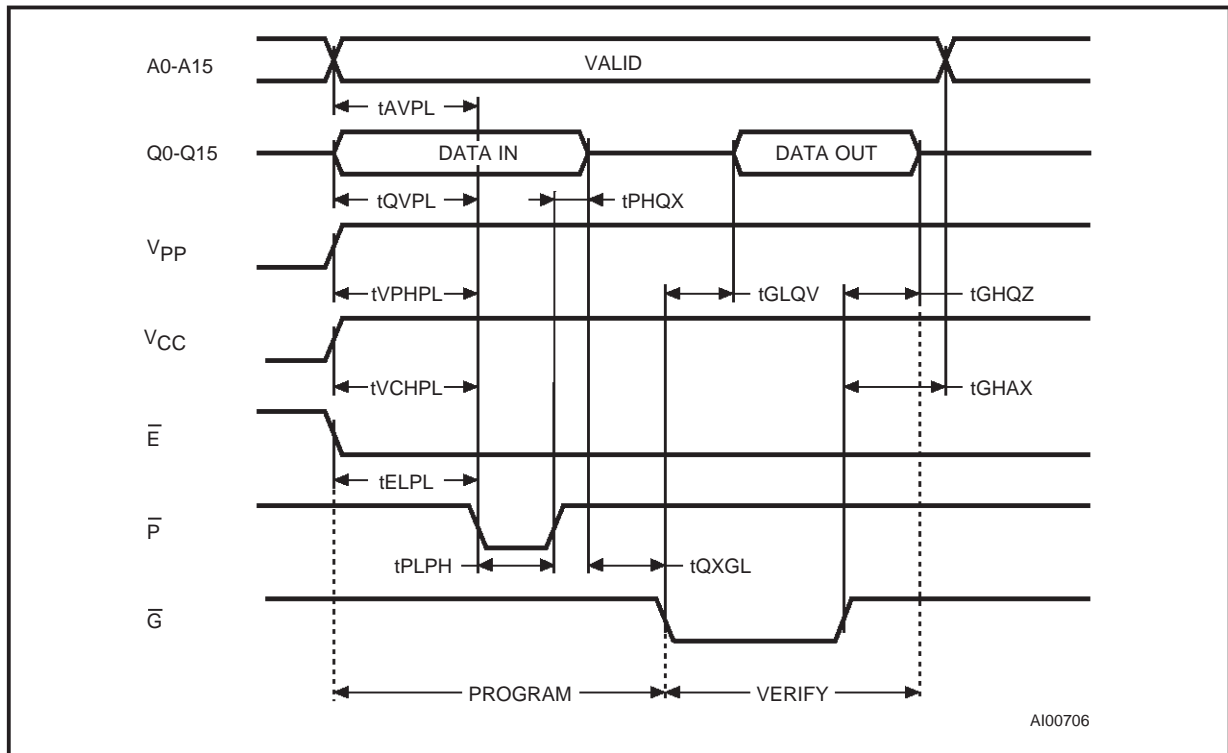 A0-A15
VALID
tAVPL
Q0-Q15
DATA IN
DATA OUT
tQVPL
tPHQX
VPP
tVPHPL
tGLQV
tGHQZ
VCC
tVCHPL
tGHAX
E̅
tELPL
P̅
tPLPH
tQXGL
G̅
PROGRAM
VERIFY
AI00706